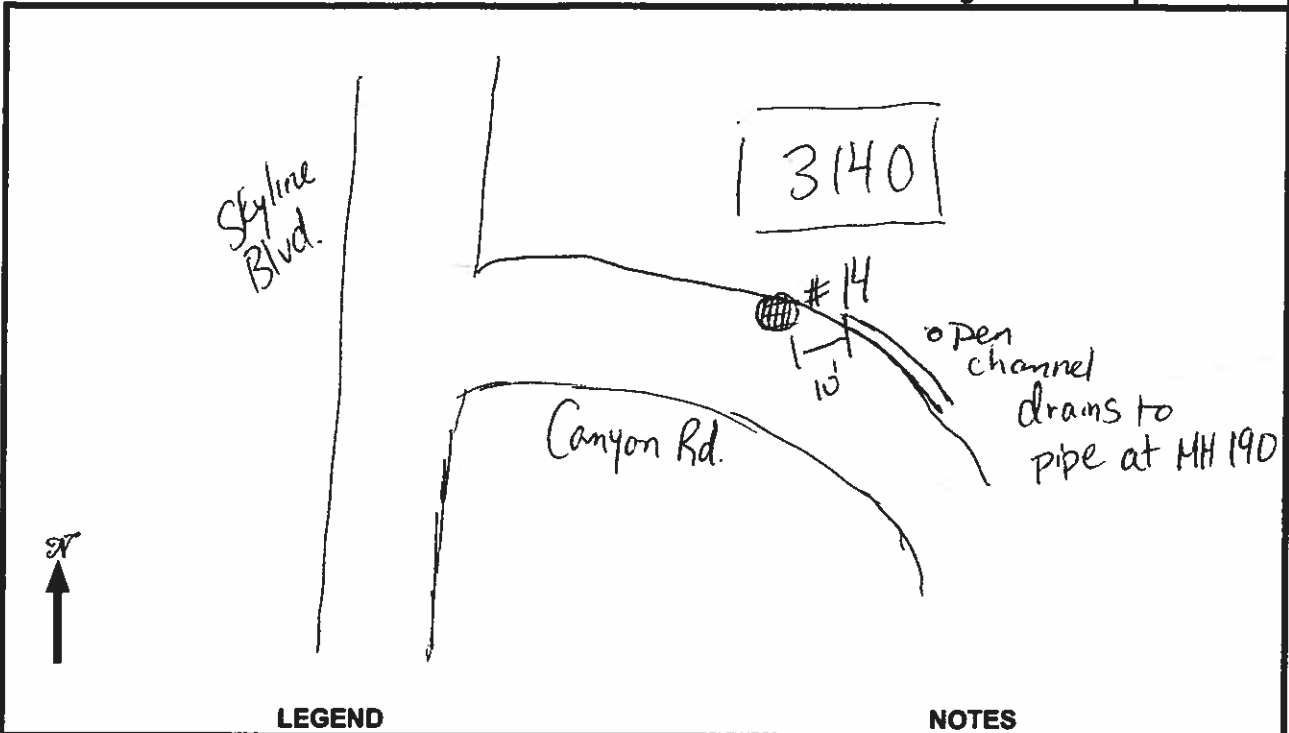 3140
Skyline
Blvd.
# 14
10'
open
channel
drains to
pipe at MH 190
Canyon Rd.
N
LEGEND
NOTES